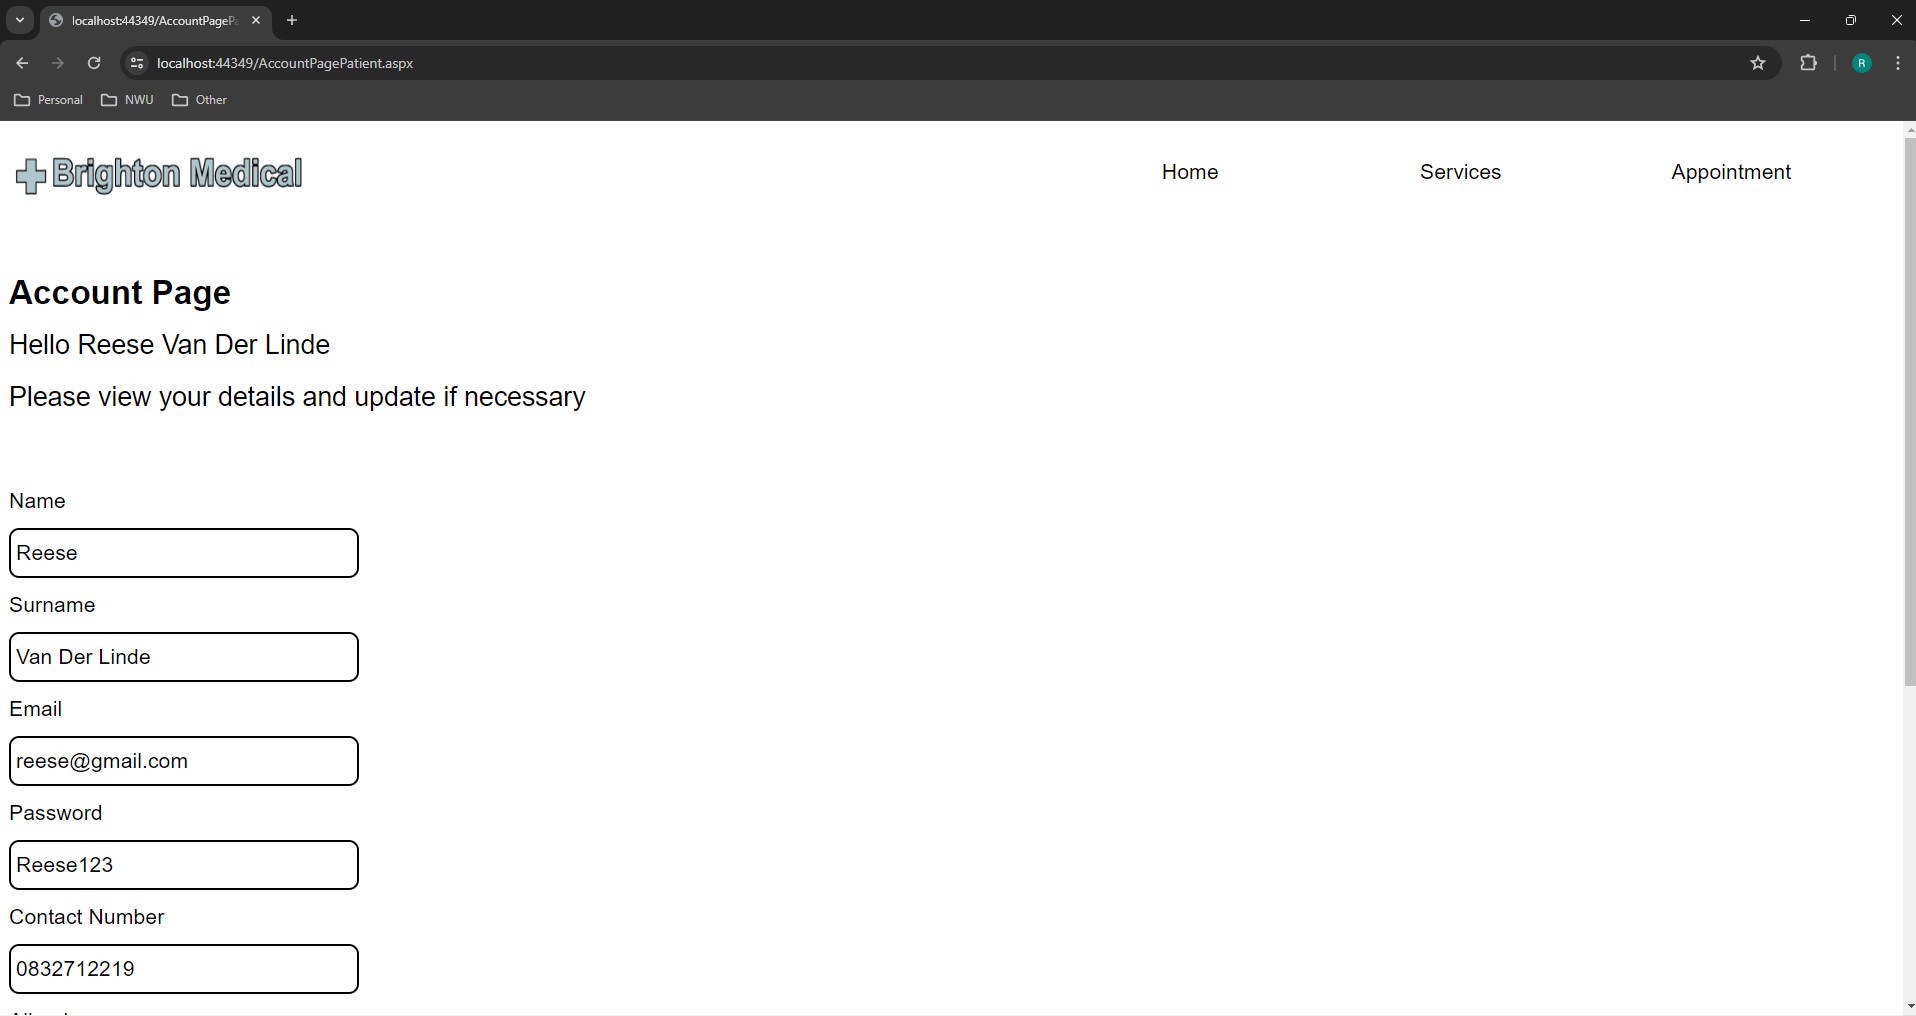 localhost:44349/AccountPageP
localhost:44349/AccountPagePatient.aspx
R
Personal NWU Other
Brighton Medical
Home Services Appointment
Account Page
Hello Reese Van Der Linde
Please view your details and update if necessary
Name
Reese
Surname
Van Der Linde
Email
reese@gmail.com
Password
Reese123
Contact Number
0832712219